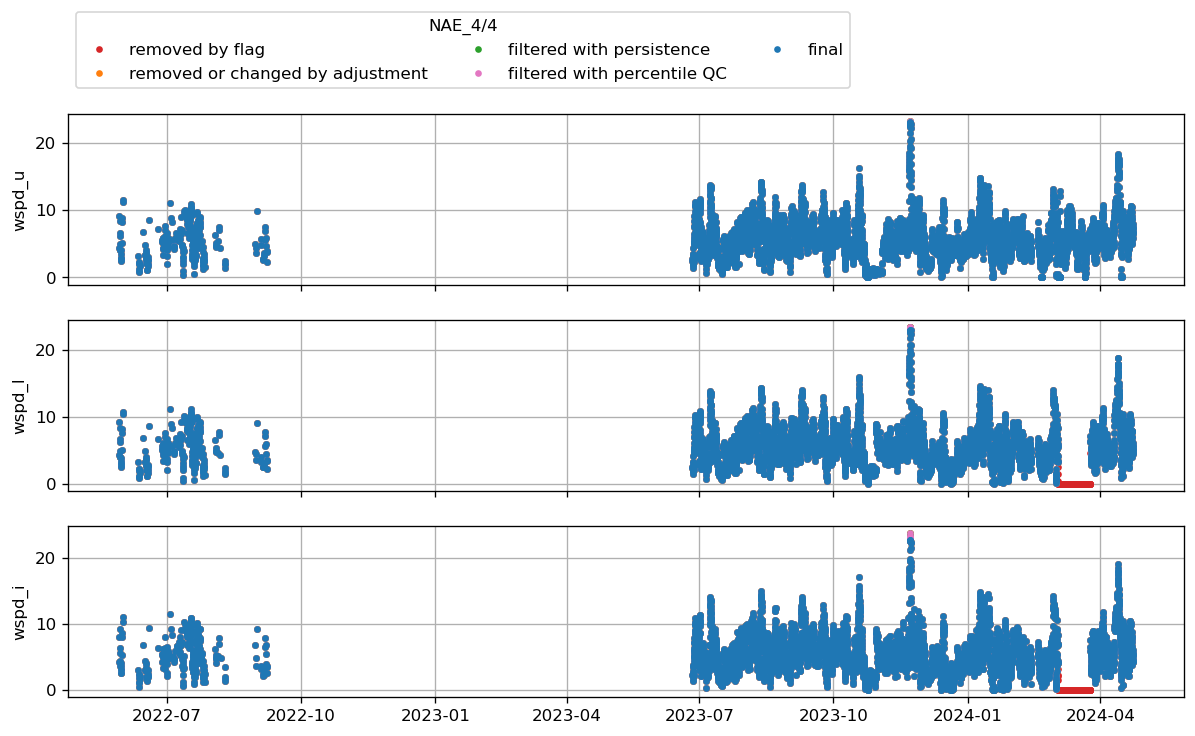 NAE_4/4
removed by flag
removed or changed by adjustment
filtered with persistence
filtered with percentile QC
final
wspd_u
20
10
0
wspd_l
20
10
0
wspd_i
20
10
0
2022-07 2022-10 2023-01 2023-04 2023-07 2023-10 2024-01 2024-04